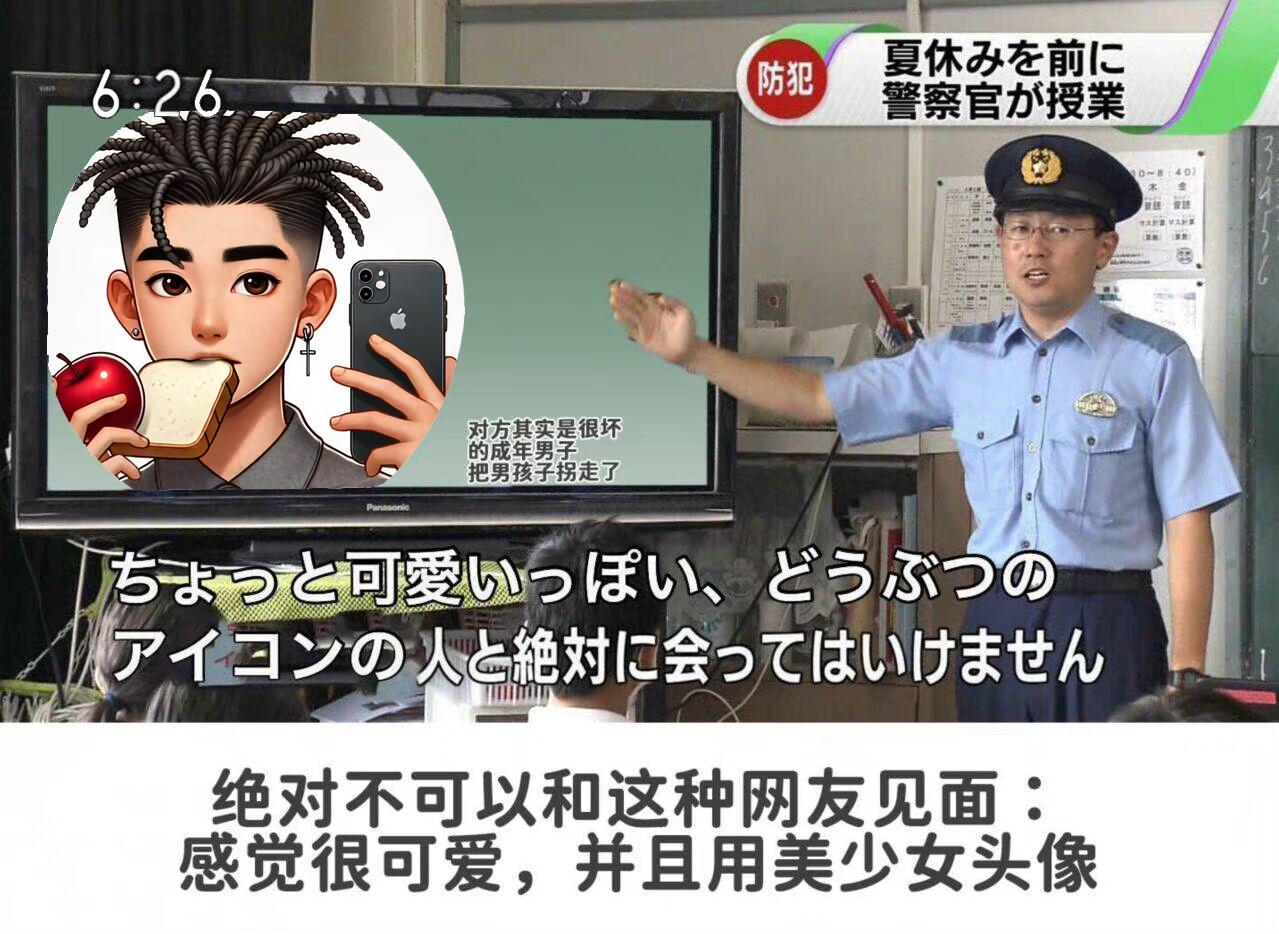 6:26
防犯
夏休みを前に
警察官が授業
对方其实是很坏
的成年男子
把男孩子拐走了
Panasonic
ちょっと可愛いっぽい、どうぶつの
アイコンの人と絶対に会ってはいけません
绝对不可以和这种网友见面：
感觉很可爱，并且用美少女头像